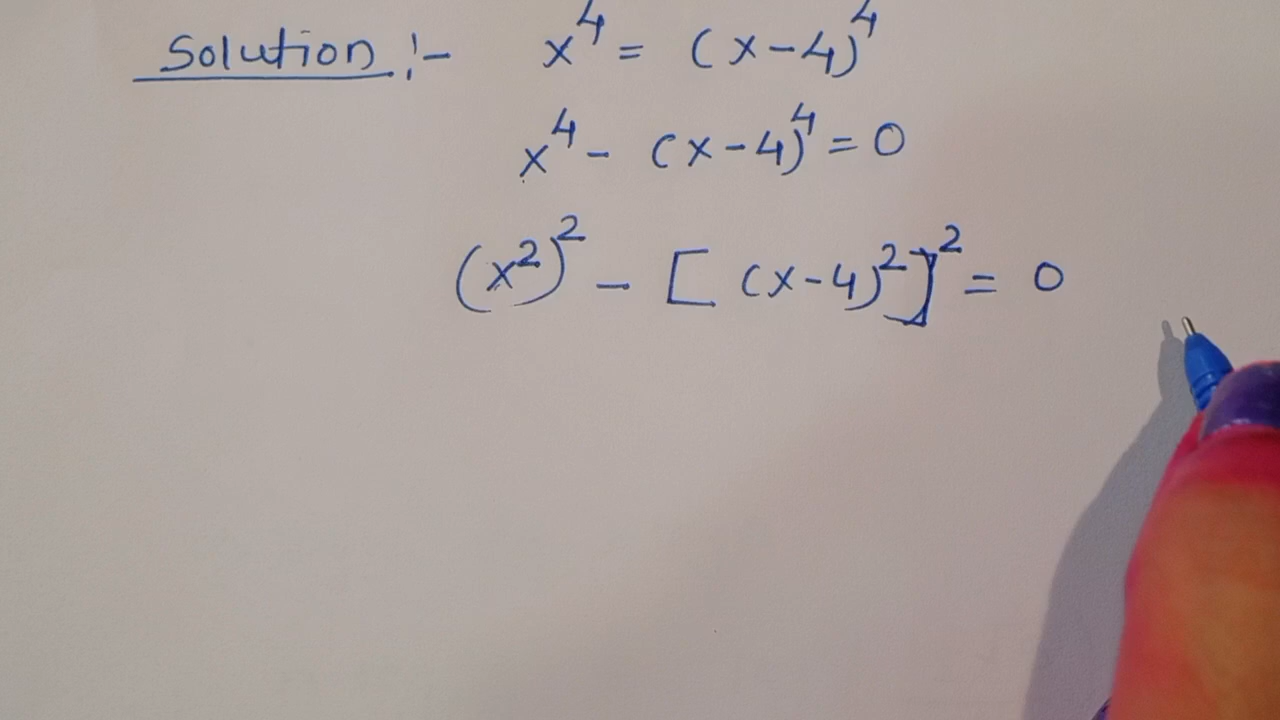 Solution :- x⁴ = (x-4)⁴
x⁴ - (x-4)⁴ = 0
(x²)² - [(x-4)²]² = 0